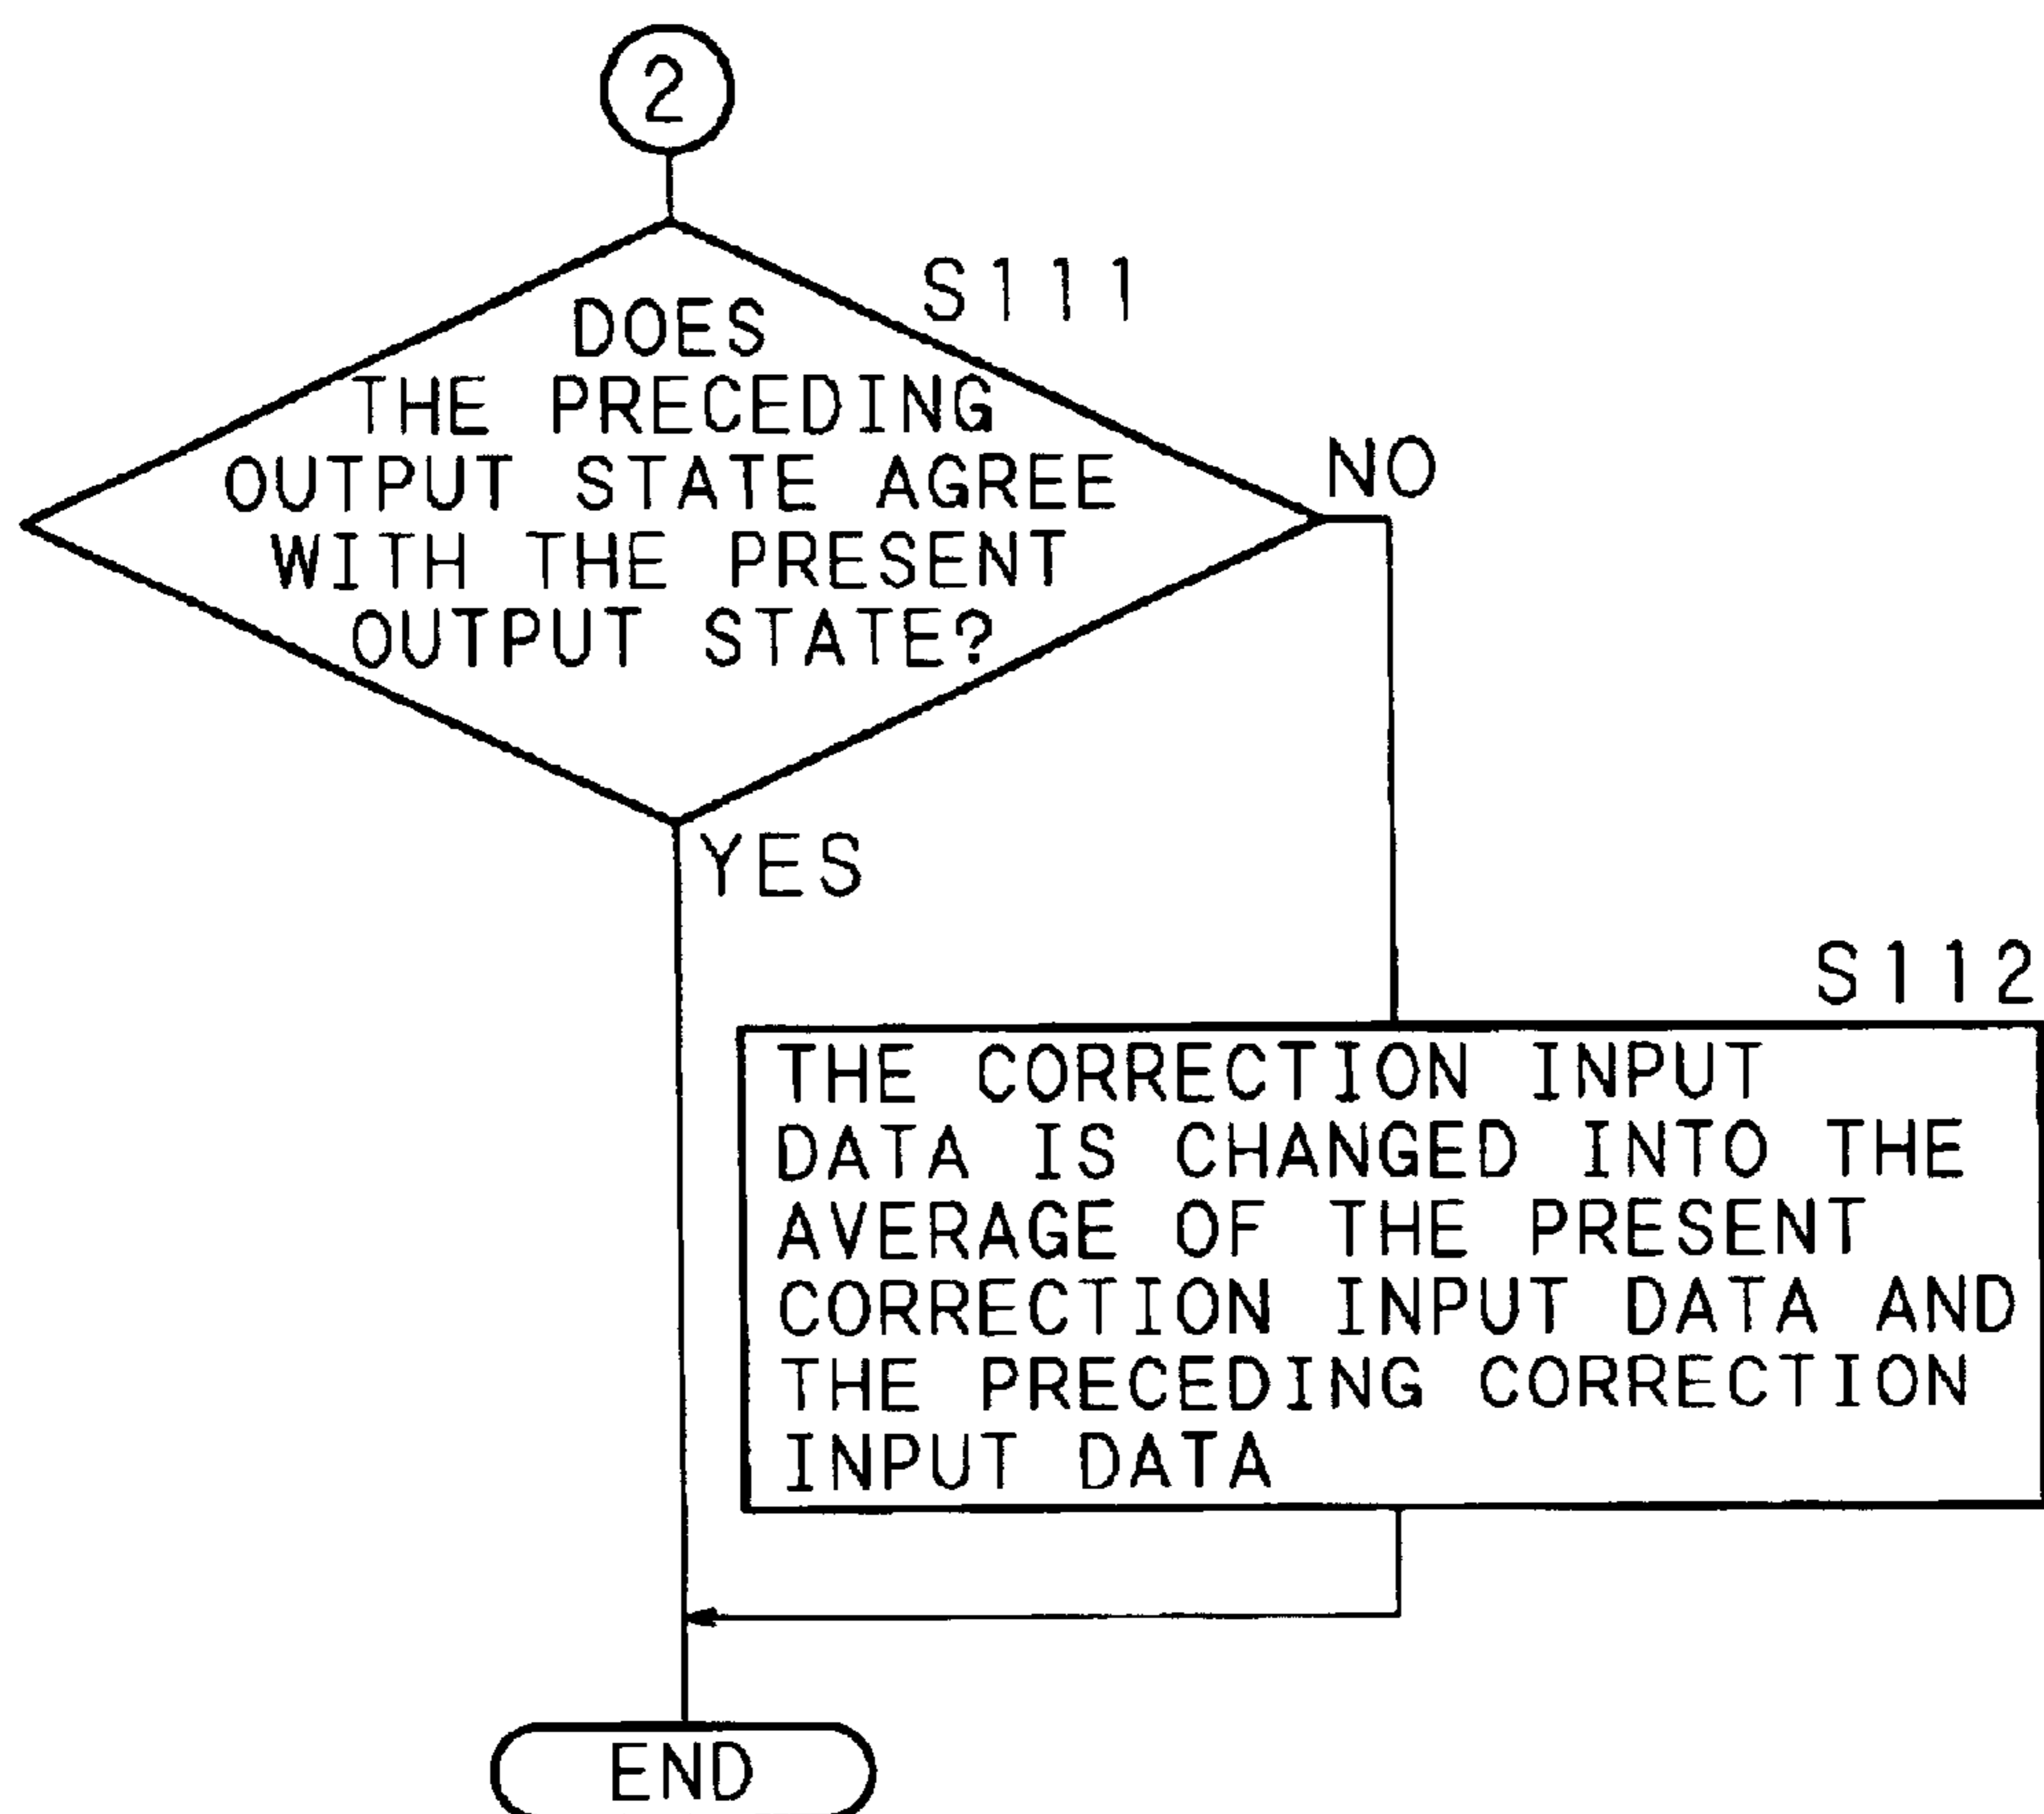 2
S111
DOES
THE PRECEDING
OUTPUT STATE AGREE
WITH THE PRESENT
OUTPUT STATE?
NO
YES
S112
THE CORRECTION INPUT
DATA IS CHANGED INTO THE
AVERAGE OF THE PRESENT
CORRECTION INPUT DATA AND
THE PRECEDING CORRECTION
INPUT DATA
END